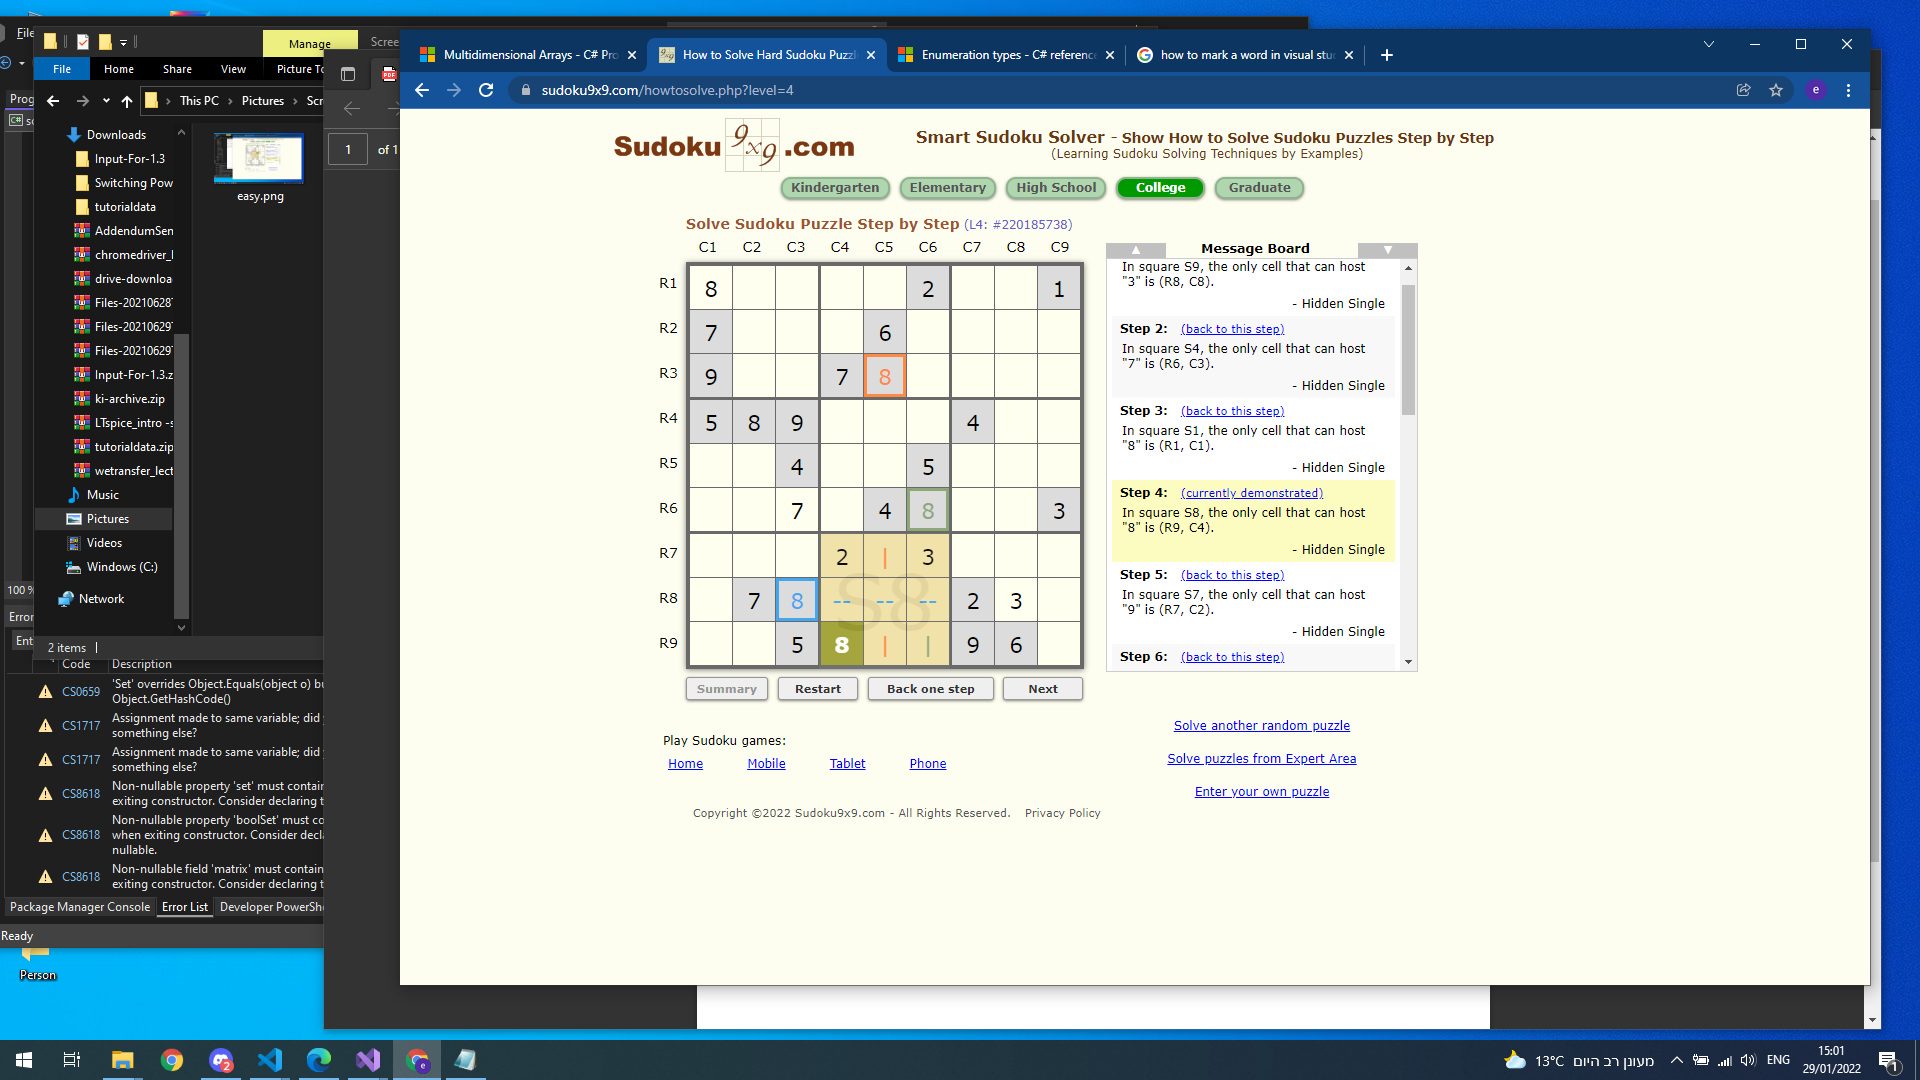 File
Manage
Scree
File
Home
Share
View
Picture To
This PC
Pictures
Scr
Prog
Downloads
Input-For-1.3
Switching Pow
tutorialdata
AddendumSen
chromedriver_l
drive-downloa
Files-20210628
Files-20210629
Files-20210629
Input-For-1.3.z
ki-archive.zip
LTspice_intro -s
tutorialdata.zip
wetransfer_lect
Music
Pictures
Videos
Windows (C:)
Network
easy.png
2 items
100 %
Error
Ent
Code
Description
CS0659
'Set' overrides Object.Equals(object o) bu
Object.GetHashCode()
CS1717
Assignment made to same variable; did
something else?
CS1717
Assignment made to same variable; did
something else?
CS8618
Non-nullable property 'set' must contain
exiting constructor. Consider declaring t
CS8618
Non-nullable property 'boolSet' must co
when exiting constructor. Consider decla
nullable.
CS8618
Non-nullable field 'matrix' must contain
exiting constructor. Consider declaring t
Package Manager Console
Error List
Developer PowerShe
Ready
Person
PDF
1
of 1
Multidimensional Arrays - C# Pro
How to Solve Hard Sudoku Puzzl
Enumeration types - C# reference
how to mark a word in visual stu
sudoku9x9.com/howtosolve.php?level=4
e
Sudoku 9x9 .com
Smart Sudoku Solver - Show How to Solve Sudoku Puzzles Step by Step
(Learning Sudoku Solving Techniques by Examples)
Kindergarten
Elementary
High School
College
Graduate
Solve Sudoku Puzzle Step by Step (L4: #220185738)
C1 C2 C3 C4 C5 C6 C7 C8 C9
R1 8 2 1
R2 7 6
R3 9 7 8
R4 5 8 9 4
R5 4 5
R6 7 4 8 3
R7 2 | 3
R8 7 8 -- -- -- 2 3
S8
R9 5 8 | | 9 6
Summary
Restart
Back one step
Next
Message Board
In square S9, the only cell that can host
"3" is (R8, C8).
- Hidden Single
Step 2: (back to this step)
In square S4, the only cell that can host
"7" is (R6, C3).
- Hidden Single
Step 3: (back to this step)
In square S1, the only cell that can host
"8" is (R1, C1).
- Hidden Single
Step 4: (currently demonstrated)
In square S8, the only cell that can host
"8" is (R9, C4).
- Hidden Single
Step 5: (back to this step)
In square S7, the only cell that can host
"9" is (R7, C2).
- Hidden Single
Step 6: (back to this step)
Solve another random puzzle
Solve puzzles from Expert Area
Enter your own puzzle
Play Sudoku games:
Home
Mobile
Tablet
Phone
Copyright ©2022 Sudoku9x9.com - All Rights Reserved. Privacy Policy
2
e
13°C
מעונן רב היום
ENG
15:01
29/01/2022
1